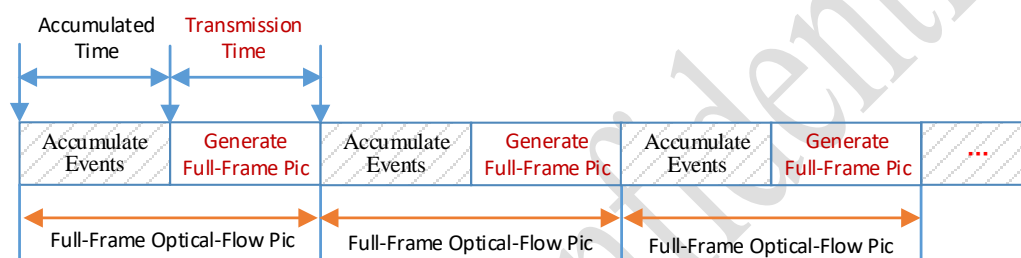 Accumulated Time
Transmission Time
Accumulate Events
Generate Full-Frame Pic
Accumulate Events
Generate Full-Frame Pic
Accumulate Events
Generate Full-Frame Pic
...
Full-Frame Optical-Flow Pic
Full-Frame Optical-Flow Pic
Full-Frame Optical-Flow Pic